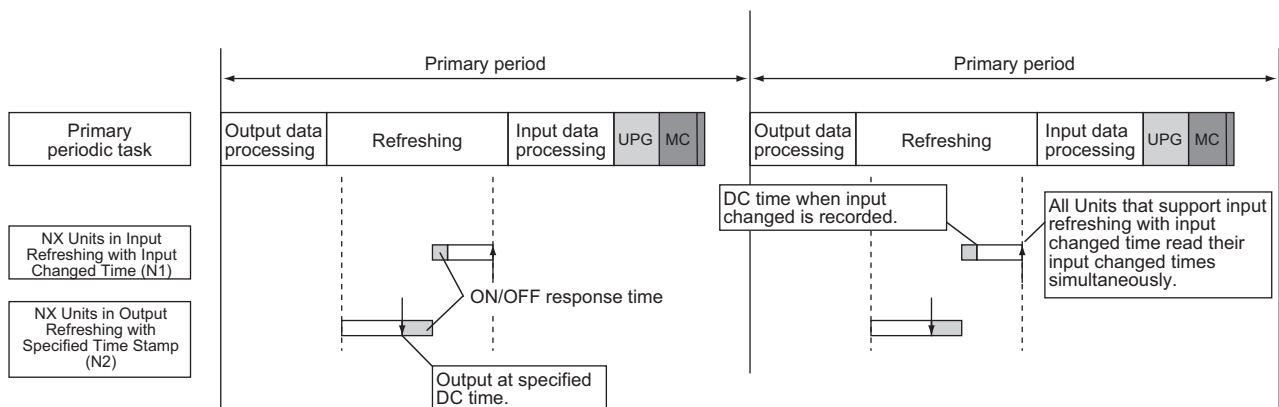 Primary period
Primary period
Primary
periodic task
Output data
processing
Refreshing
Input data
processing
UPG
MC
Output data
processing
Refreshing
Input data
processing
UPG
MC
DC time when input
changed is recorded.
All Units that support input
refreshing with input
changed time read their
input changed times
simultaneously.
NX Units in Input
Refreshing with Input
Changed Time (N1)
ON/OFF response time
NX Units in Output
Refreshing with
Specified Time Stamp
(N2)
Output at specified
DC time.